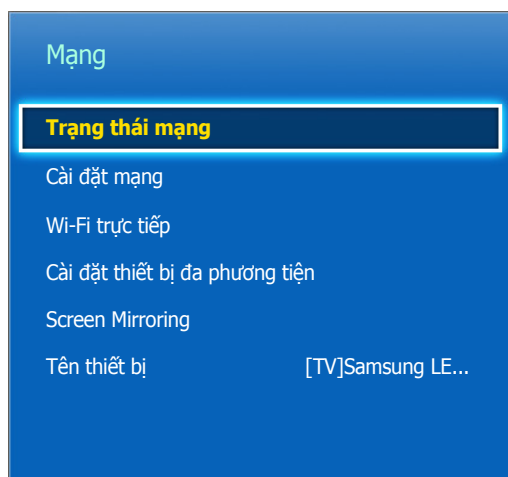 Mạng
Trạng thái mạng
Cài đặt mạng
Wi-Fi trực tiếp
Cài đặt thiết bị đa phương tiện
Screen Mirroring
Tên thiết bị [TV]Samsung LE...